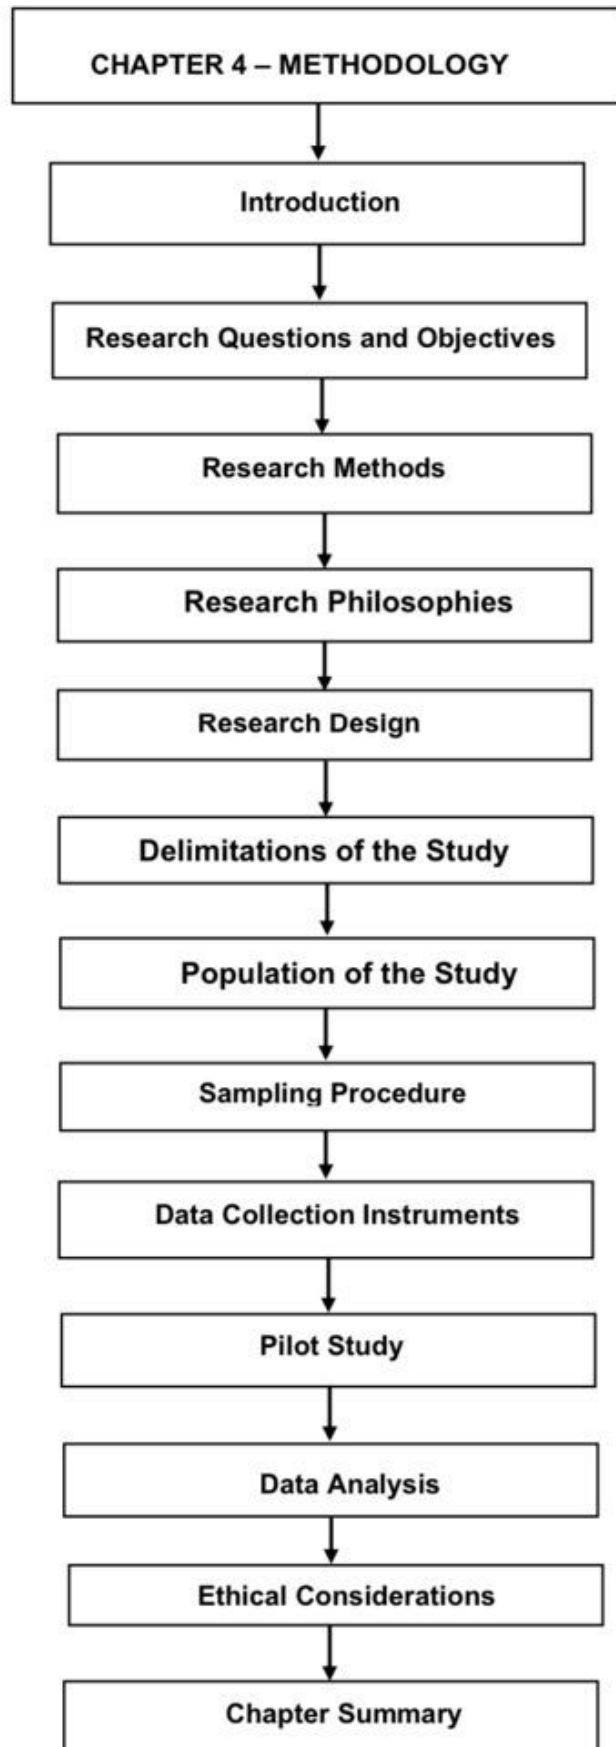 CHAPTER 4 – METHODOLOGY
Introduction
Research Questions and Objectives
Research Methods
Research Philosophies
Research Design
Delimitations of the Study
Population of the Study
Sampling Procedure
Data Collection Instruments
Pilot Study
Data Analysis
Ethical Considerations
Chapter Summary